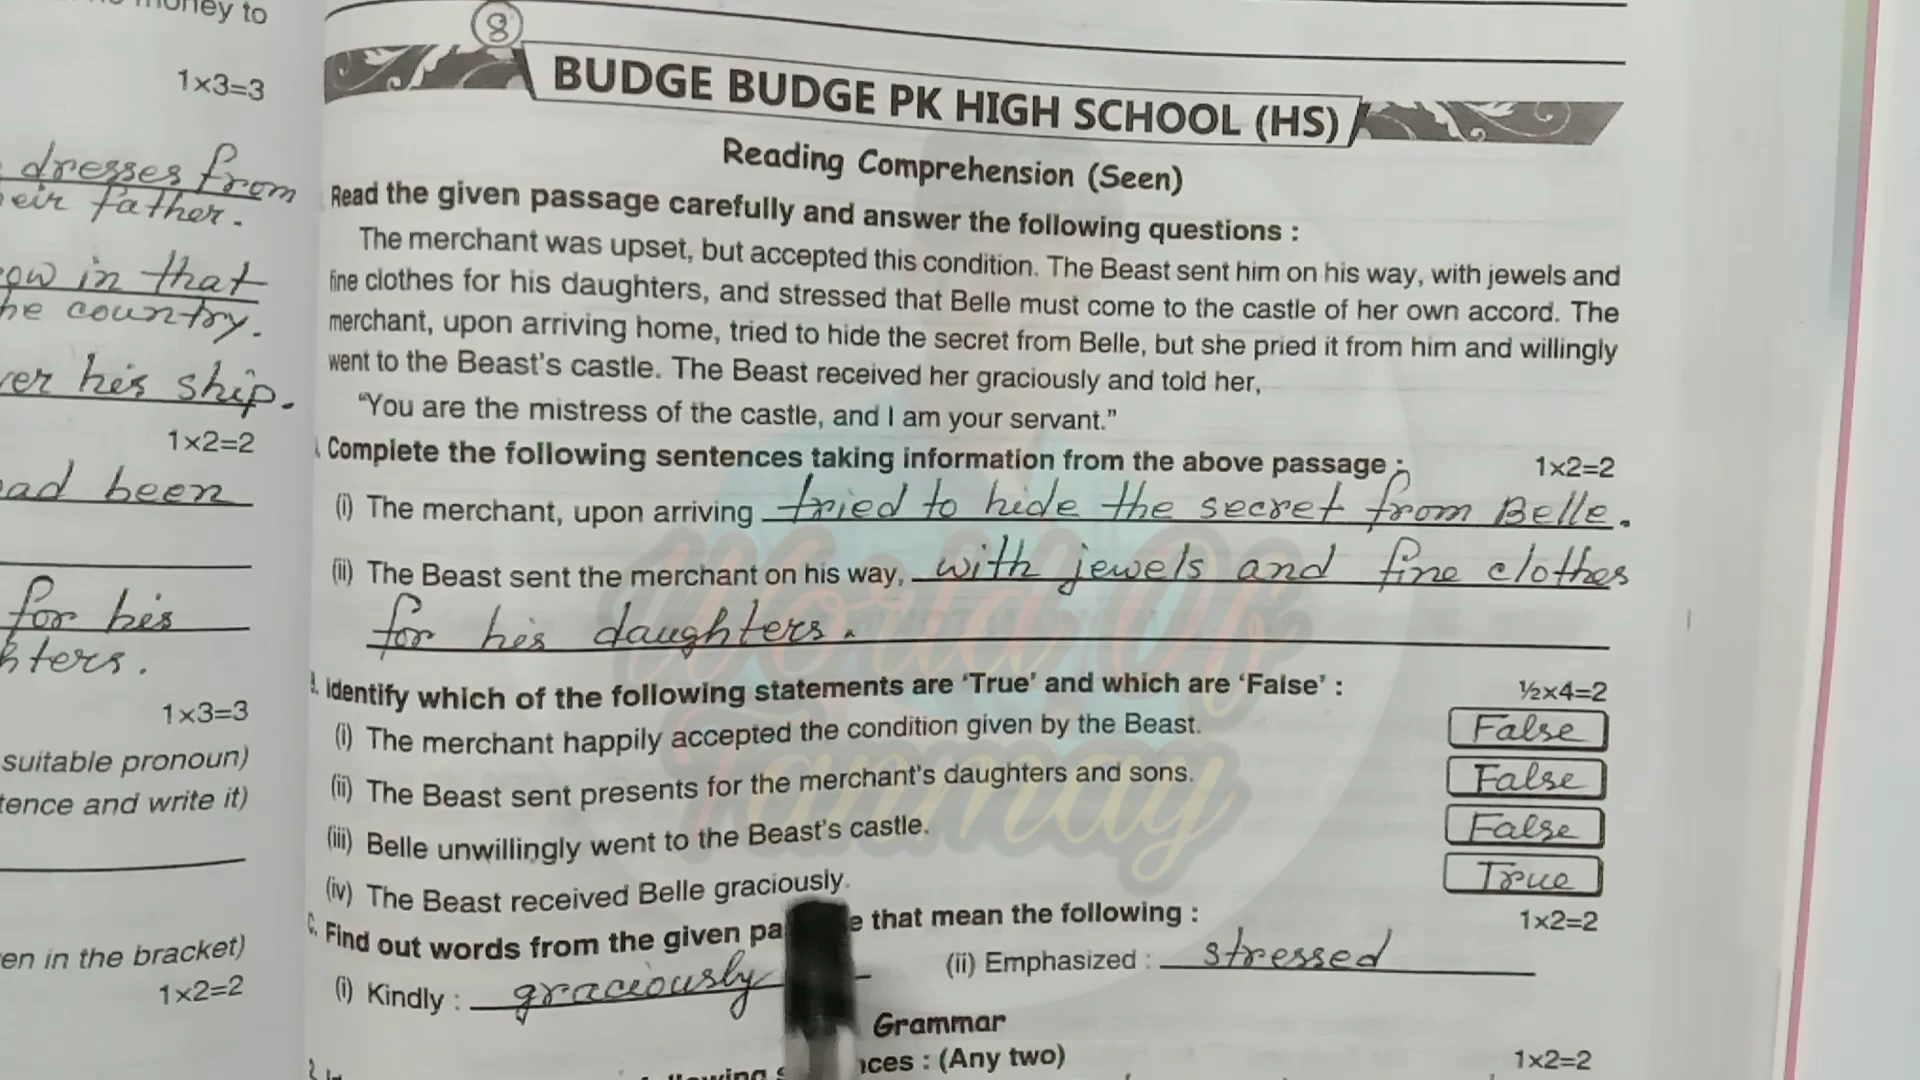 money to
1×3=3
dresses from
their father.
ow in that
he country.
ver his ship.
1×2=2
ad been
for his
hters.
1×3=3
suitable pronoun)
tence and write it)
en in the bracket)
1×2=2
8
BUDGE BUDGE PK HIGH SCHOOL (HS)
Reading Comprehension (Seen)
Read the given passage carefully and answer the following questions :
The merchant was upset, but accepted this condition. The Beast sent him on his way, with jewels and
fine clothes for his daughters, and stressed that Belle must come to the castle of her own accord. The
merchant, upon arriving home, tried to hide the secret from Belle, but she pried it from him and willingly
went to the Beast's castle. The Beast received her graciously and told her,
“You are the mistress of the castle, and I am your servant.”
Complete the following sentences taking information from the above passage : 1×2=2
(i) The merchant, upon arriving tried to hide the secret from Belle.
(ii) The Beast sent the merchant on his way, with jewels and fine clothes
for his daughters.
Identify which of the following statements are ‘True’ and which are ‘False’ : ½×4=2
(i) The merchant happily accepted the condition given by the Beast. False
(ii) The Beast sent presents for the merchant's daughters and sons. False
(iii) Belle unwillingly went to the Beast's castle. False
(iv) The Beast received Belle graciously. True
C. Find out words from the given pa e that mean the following : 1×2=2
(i) Kindly : graciously (ii) Emphasized : stressed
Grammar
nces : (Any two) 1×2=2
World Of
Tanmay